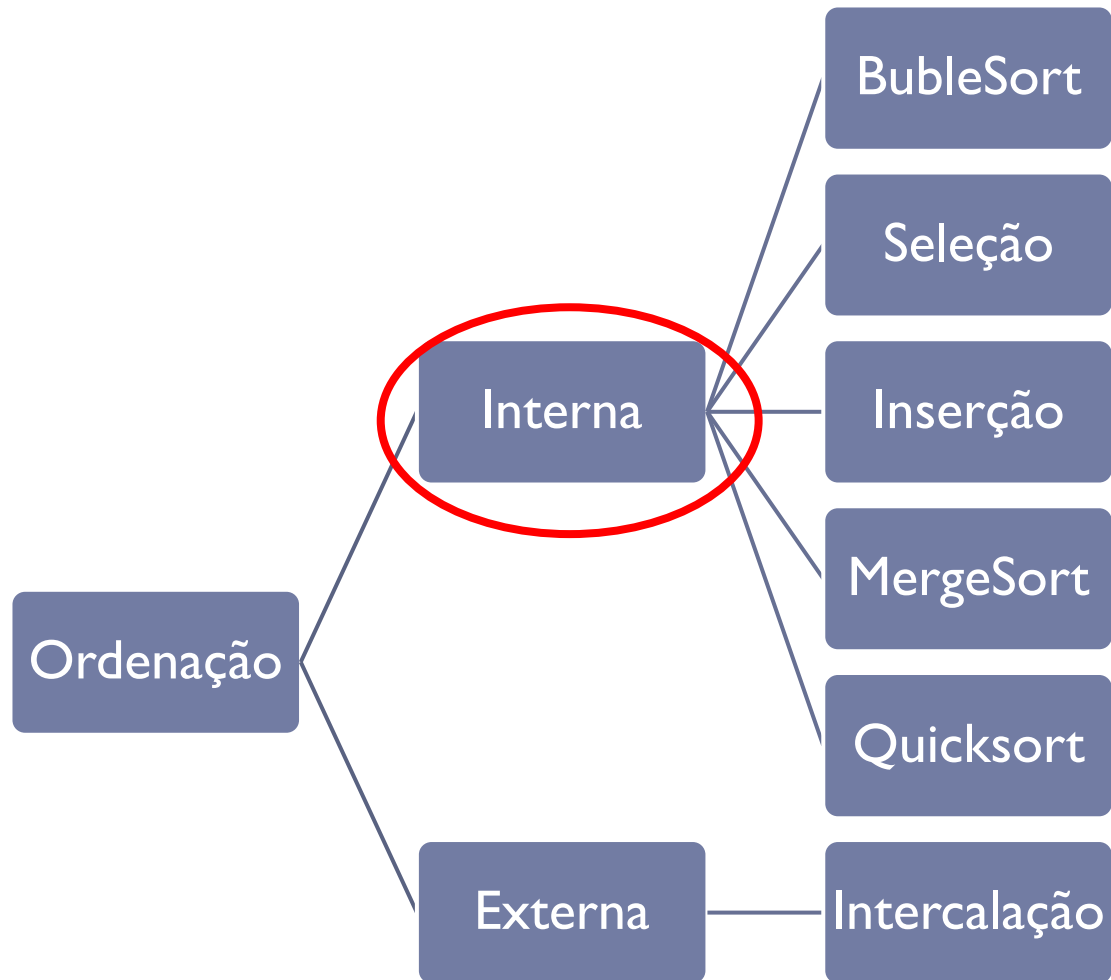 BubleSort
Seleção
Interna
Inserção
MergeSort
Ordenação
Quicksort
Externa
Intercalação